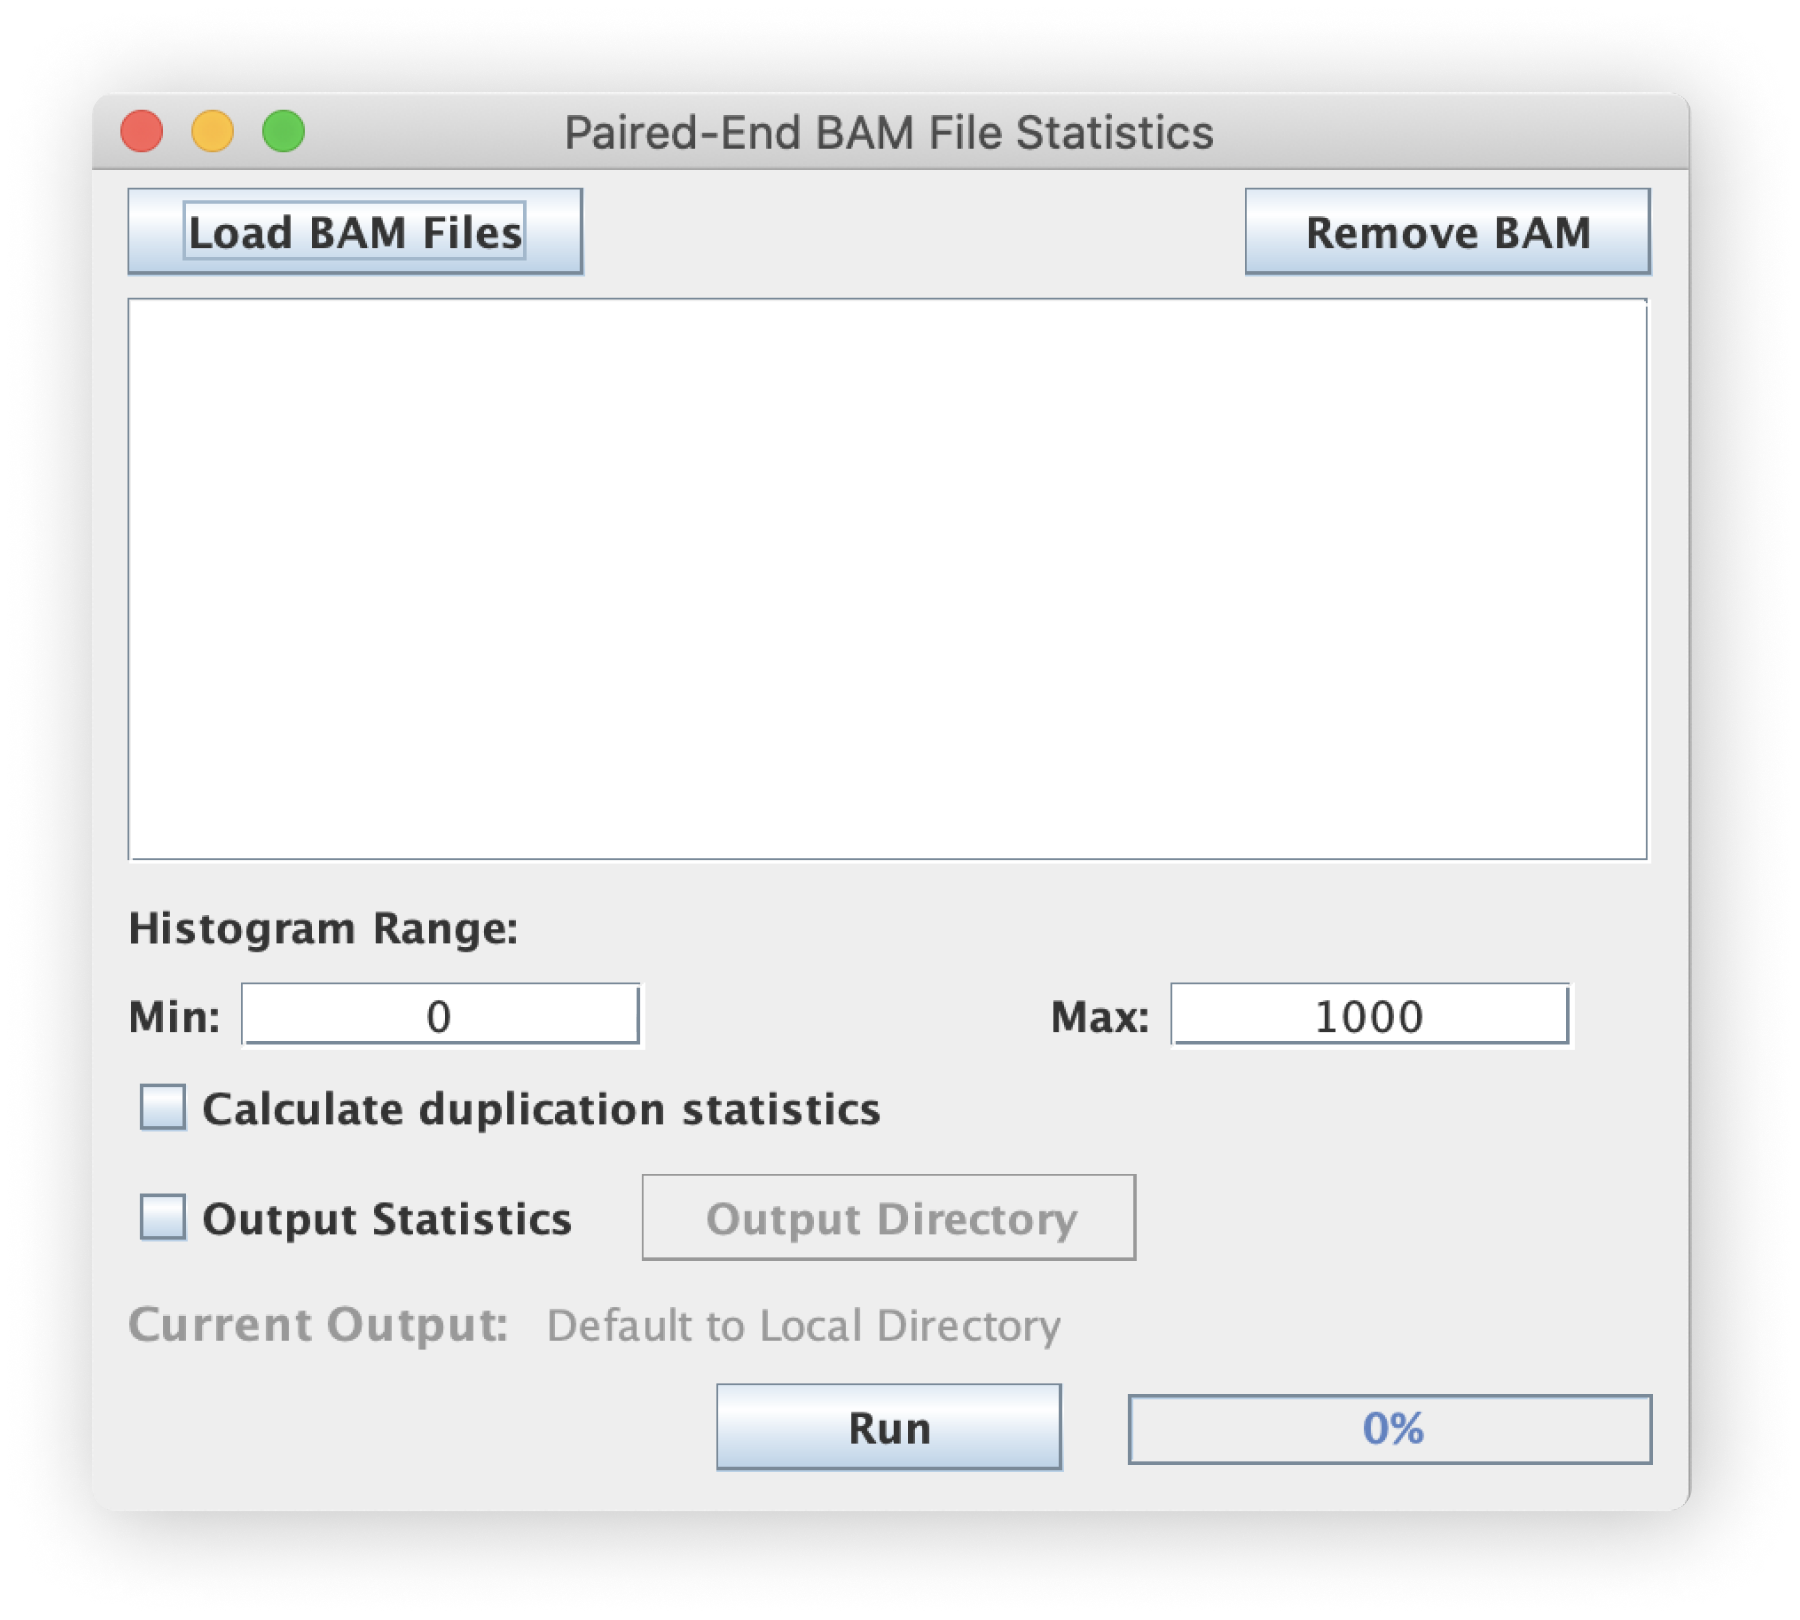 Paired-End BAM File Statistics
Load BAM Files Remove BAM
Histogram Range:
Min: 0 Max: 1000
Calculate duplication statistics
Output Statistics Output Directory
Current Output: Default to Local Directory
Run 0%